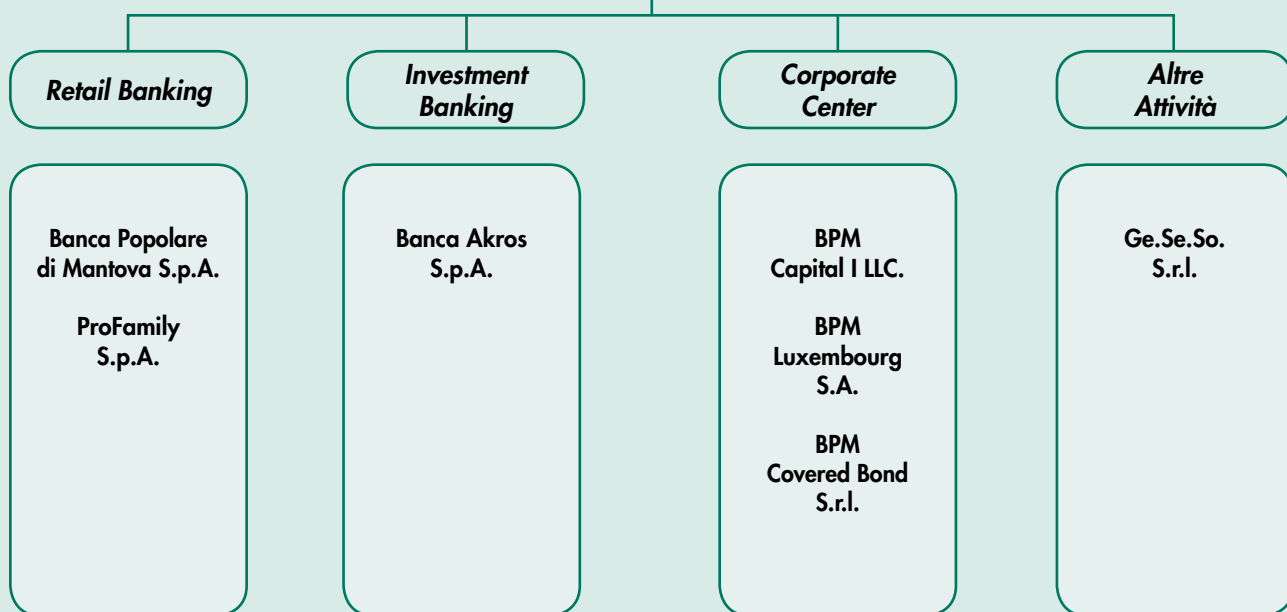 Retail Banking
Investment
Banking
Corporate
Center
Altre
Attività
Banca Popolare
di Mantova S.p.A.
ProFamily
S.p.A.
Banca Akros
S.p.A.
BPM
Capital I LLC.
BPM
Luxembourg
S.A.
BPM
Covered Bond
S.r.l.
Ge.Se.So.
S.r.l.